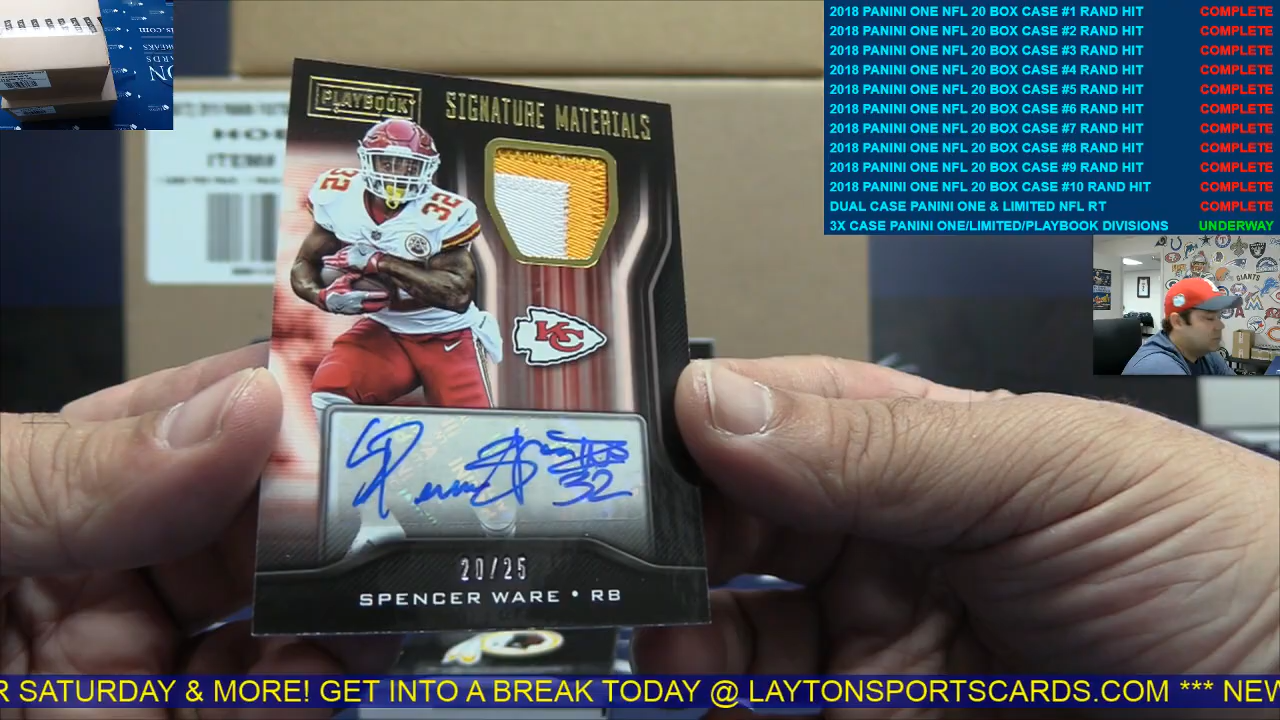 2018 PANINI ONE NFL 20 BOX CASE #1 RAND HIT COMPLETE
2018 PANINI ONE NFL 20 BOX CASE #2 RAND HIT COMPLETE
2018 PANINI ONE NFL 20 BOX CASE #3 RAND HIT COMPLETE
2018 PANINI ONE NFL 20 BOX CASE #4 RAND HIT COMPLETE
2018 PANINI ONE NFL 20 BOX CASE #5 RAND HIT COMPLETE
2018 PANINI ONE NFL 20 BOX CASE #6 RAND HIT COMPLETE
2018 PANINI ONE NFL 20 BOX CASE #7 RAND HIT COMPLETE
2018 PANINI ONE NFL 20 BOX CASE #8 RAND HIT COMPLETE
2018 PANINI ONE NFL 20 BOX CASE #9 RAND HIT COMPLETE
2018 PANINI ONE NFL 20 BOX CASE #10 RAND HIT COMPLETE
DUAL CASE PANINI ONE & LIMITED NFL RT COMPLETE
3X CASE PANINI ONE/LIMITED/PLAYBOOK DIVISIONS UNDERWAY
PLAYBOOK SIGNATURE MATERIALS
32 32
KC
32
20/25
SPENCER WARE • RB
GIANTS
R SATURDAY & MORE! GET INTO A BREAK TODAY @ LAYTONSPORTSCARDS.COM *** NEW